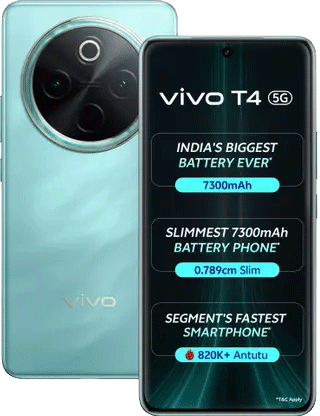 vivo
vivo T4 5G
INDIA'S BIGGEST
BATTERY EVER*
7300mAh
SLIMMEST 7300mAh
BATTERY PHONE*
0.789cm Slim
SEGMENT'S FASTEST
SMARTPHONE*
820K+ Antutu
*T&C Apply